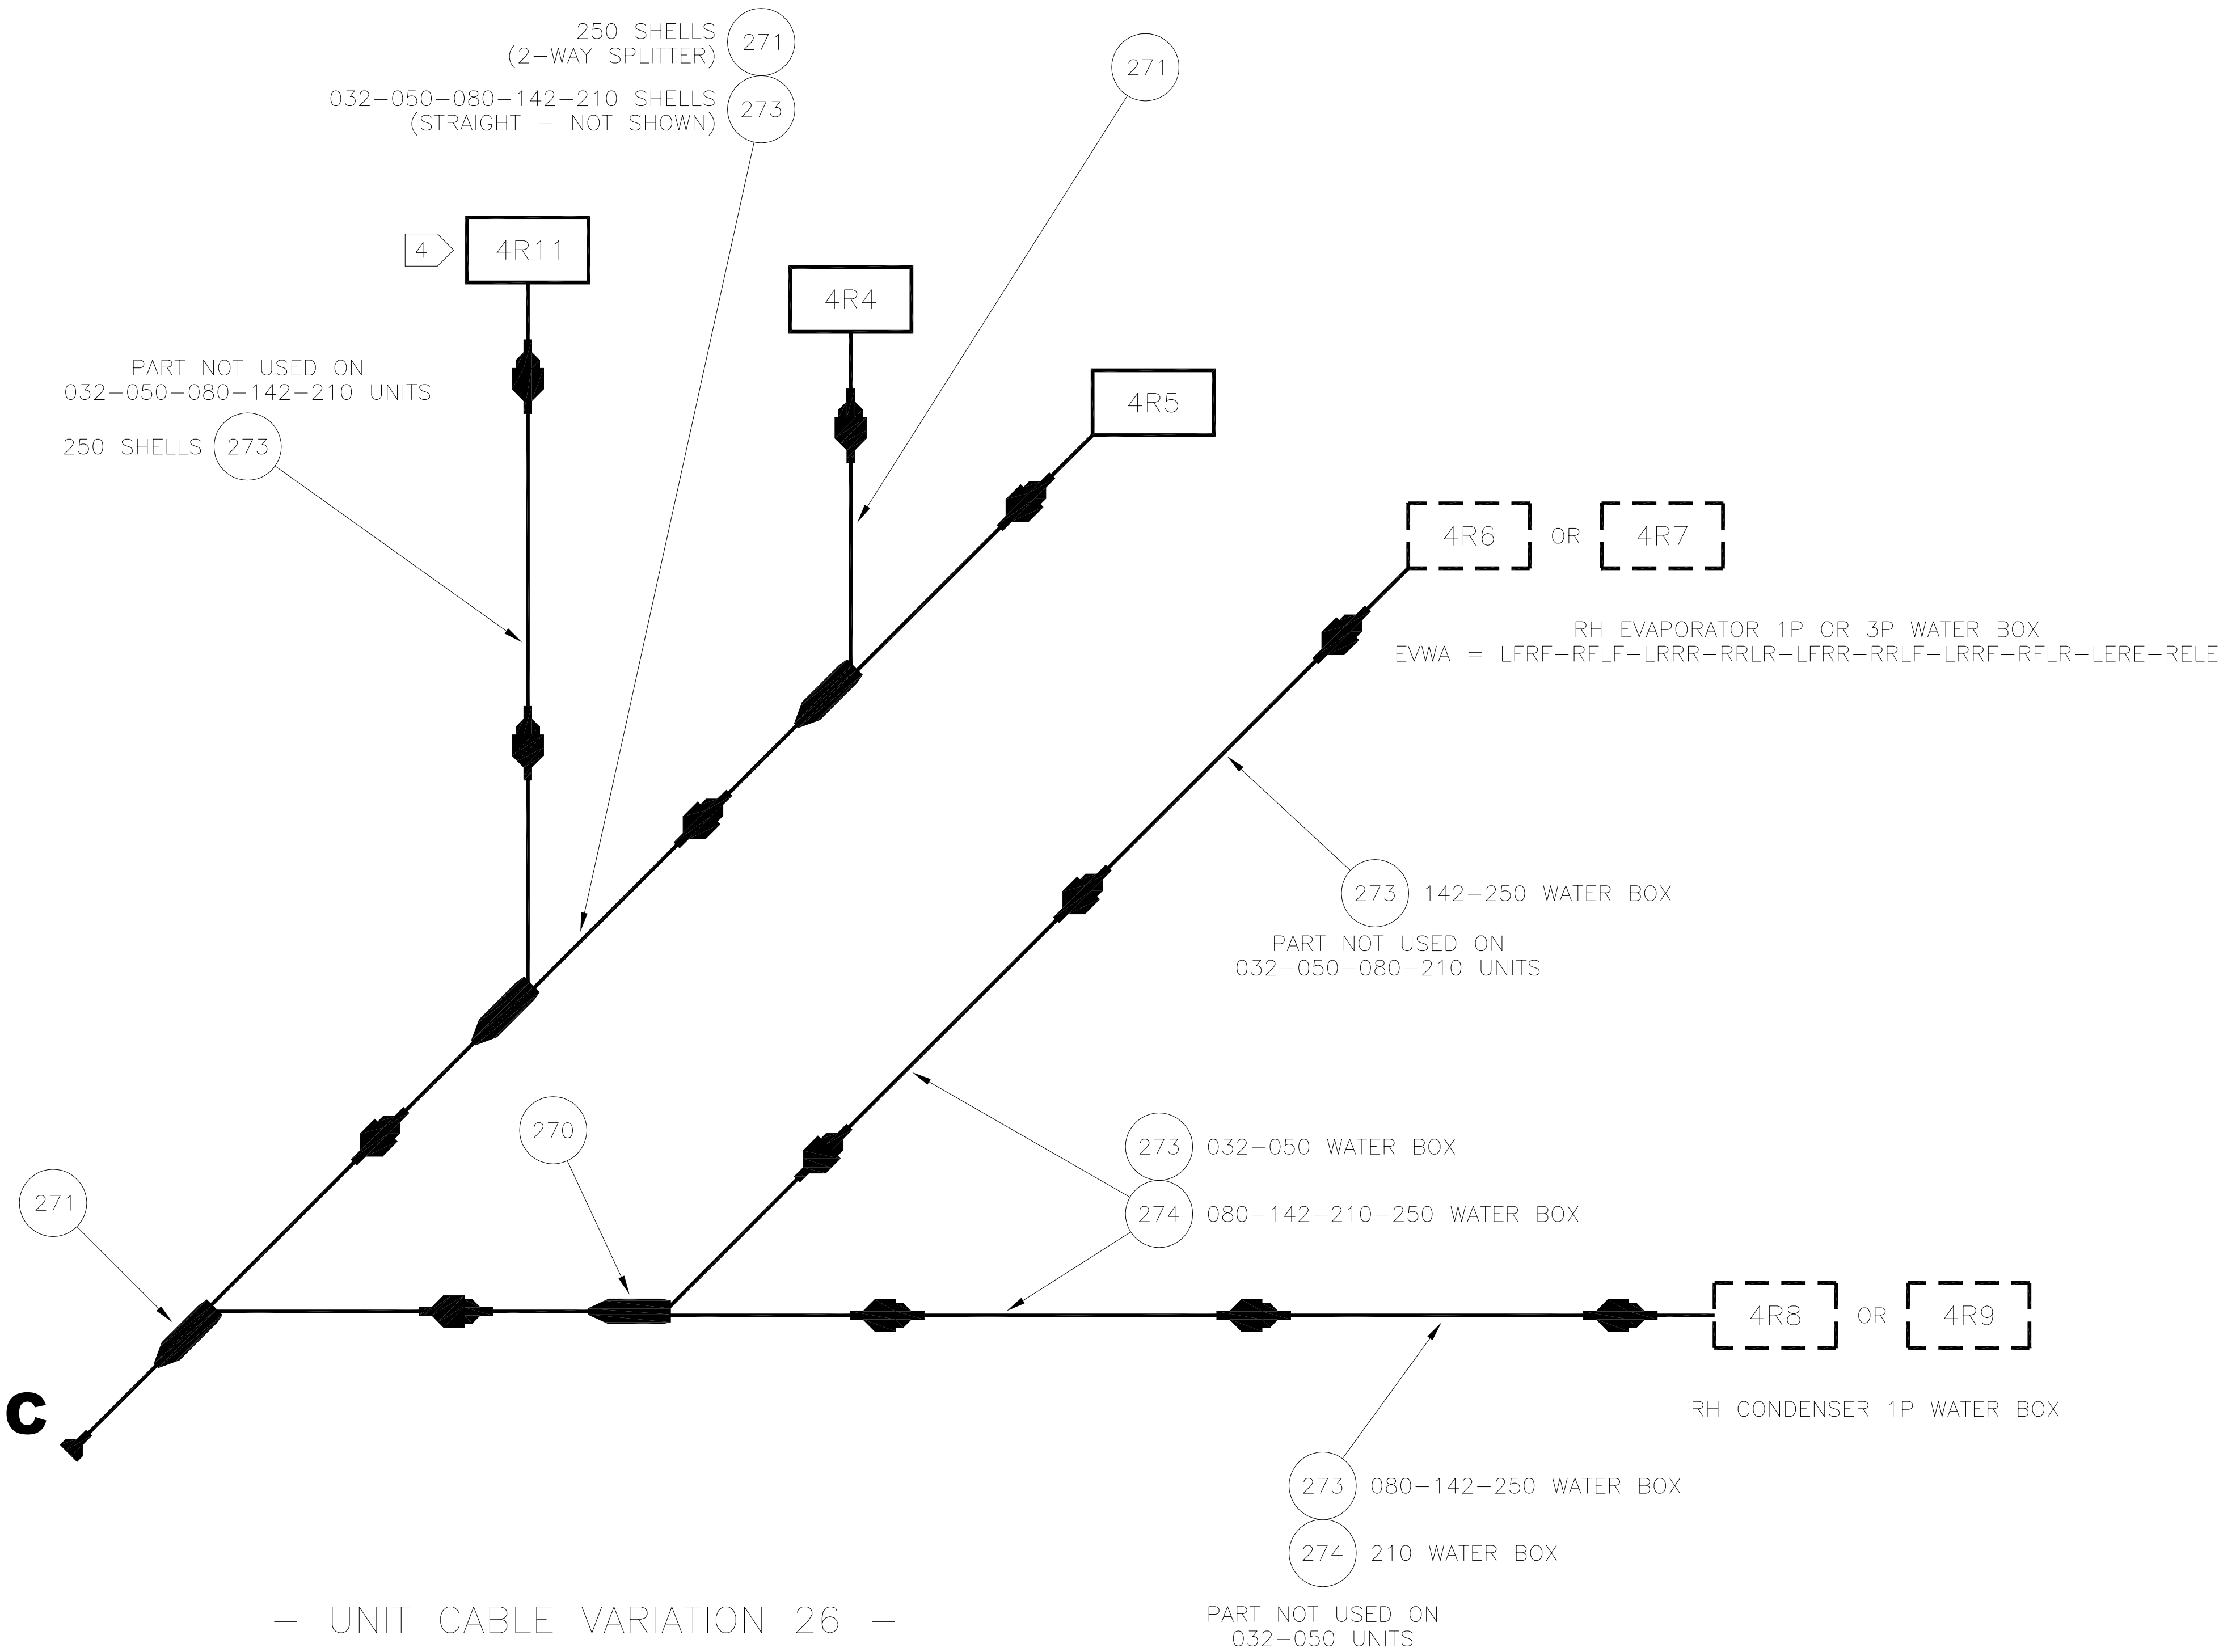 250 SHELLS
(2-WAY SPLITTER)
271
032-050-080-142-210 SHELLS
(STRAIGHT - NOT SHOWN)
273
271
4
4R11
4R4
4R5
PART NOT USED ON
032-050-080-142-210 UNITS
250 SHELLS 273
4R6 OR 4R7
RH EVAPORATOR 1P OR 3P WATER BOX
EVWA = LFRF-RFLF-LRRR-RRLR-LFRR-RRLF-LRRF-RFLR-LERE-RELE
273 142-250 WATER BOX
PART NOT USED ON
032-050-080-210 UNITS
270
273 032-050 WATER BOX
274 080-142-210-250 WATER BOX
271
4R8 OR 4R9
RH CONDENSER 1P WATER BOX
C
273 080-142-250 WATER BOX
274 210 WATER BOX
PART NOT USED ON
032-050 UNITS
- UNIT CABLE VARIATION 26 -